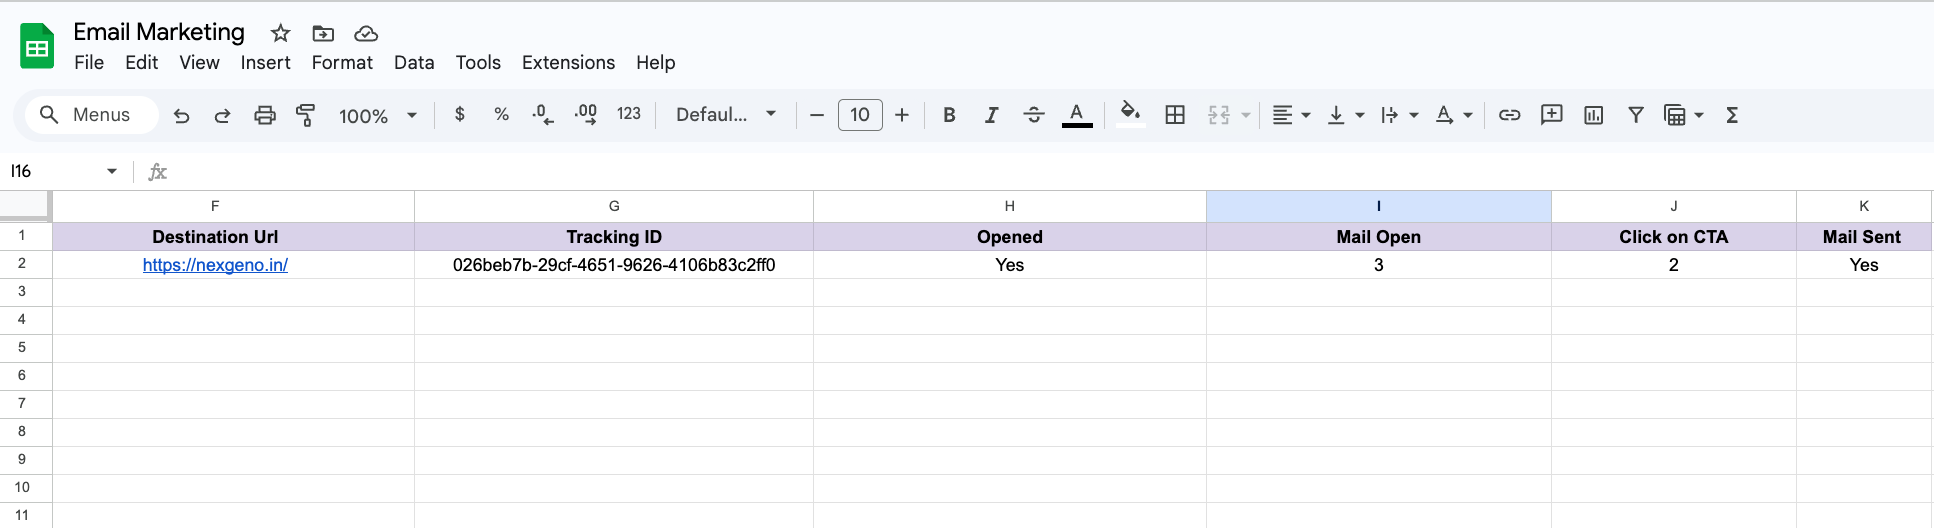 Email Marketing
File Edit View Insert Format Data Tools Extensions Help
Menus 100% $ % .0 .00 123 Defaul... − 10 + B I S A A Σ
I16 fx
F G H I J K
1 Destination Url Tracking ID Opened Mail Open Click on CTA Mail Sent
2 https://nexgeno.in/ 026beb7b-29cf-4651-9626-4106b83c2ff0 Yes 3 2 Yes
3
4
5
6
7
8
9
10
11